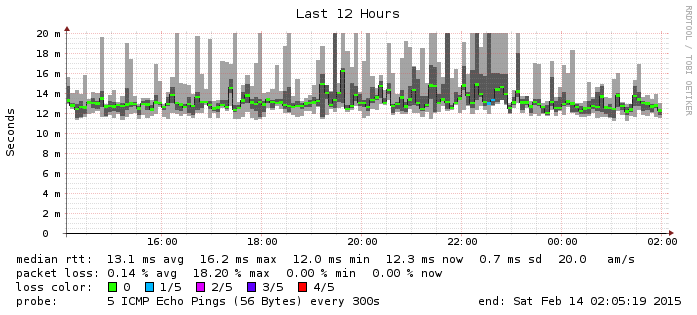 Last 12 Hours
RRDTOOL / TOBI OETIKER
Seconds
20 m
18 m
16 m
14 m
12 m
10 m
8 m
6 m
4 m
2 m
0
16:00 18:00 20:00 22:00 00:00 02:00
median rtt: 13.1 ms avg 16.2 ms max 12.0 ms min 12.3 ms now 0.7 ms sd 20.0 am/s
packet loss: 0.14 % avg 18.20 % max 0.00 % min 0.00 % now
loss color: 0 1/5 2/5 3/5 4/5
probe: 5 ICMP Echo Pings (56 Bytes) every 300s end: Sat Feb 14 02:05:19 2015